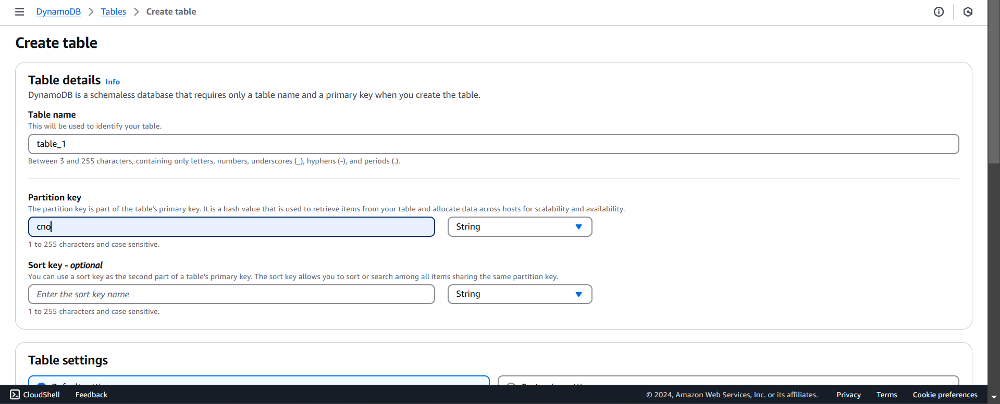 DynamoDB > Tables > Create table
Create table
Table details Info
DynamoDB is a schemaless database that requires only a table name and a primary key when you create the table.
Table name
This will be used to identify your table.
table_1
Between 3 and 255 characters, containing only letters, numbers, underscores (_), hyphens (-), and periods (.).
Partition key
The partition key is part of the table's primary key. It is a hash value that is used to retrieve items from your table and allocate data across hosts for scalability and availability.
cno String
1 to 255 characters and case sensitive.
Sort key - optional
You can use a sort key as the second part of a table's primary key. The sort key allows you to sort or search among all items sharing the same partition key.
Enter the sort key name String
1 to 255 characters and case sensitive.
Table settings
CloudShell Feedback © 2024, Amazon Web Services, Inc. or its affiliates. Privacy Terms Cookie preferences